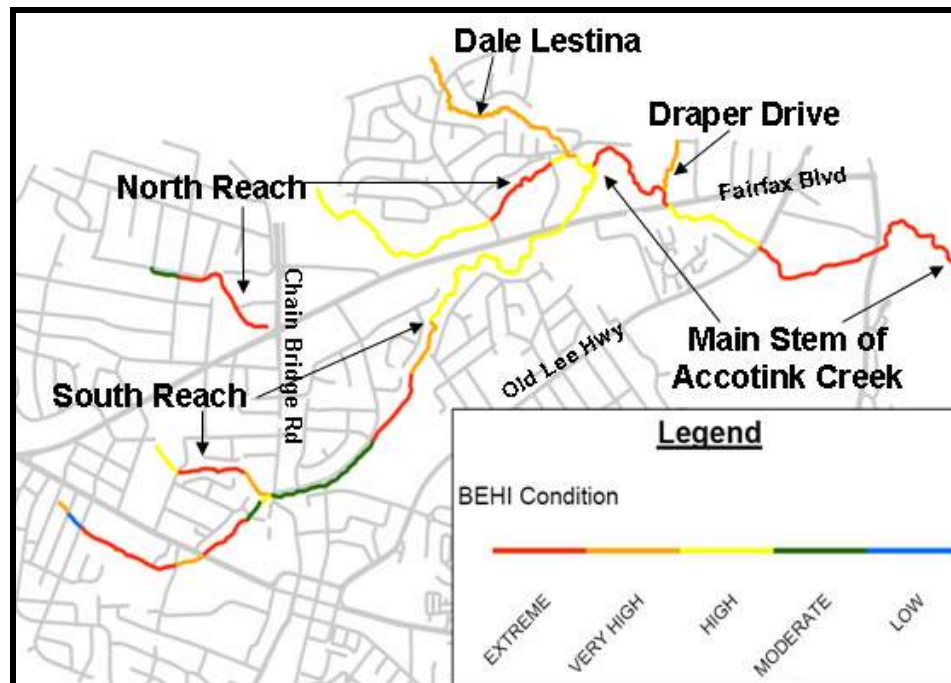 Dale Lestina
Draper Drive
North Reach
Fairfax Blvd
Chain Bridge Rd
Main Stem of
Accotink Creek
Old Lee Hwy
South Reach
Legend
BEHI Condition
EXTREME
VERY HIGH
HIGH
MODERATE
LOW